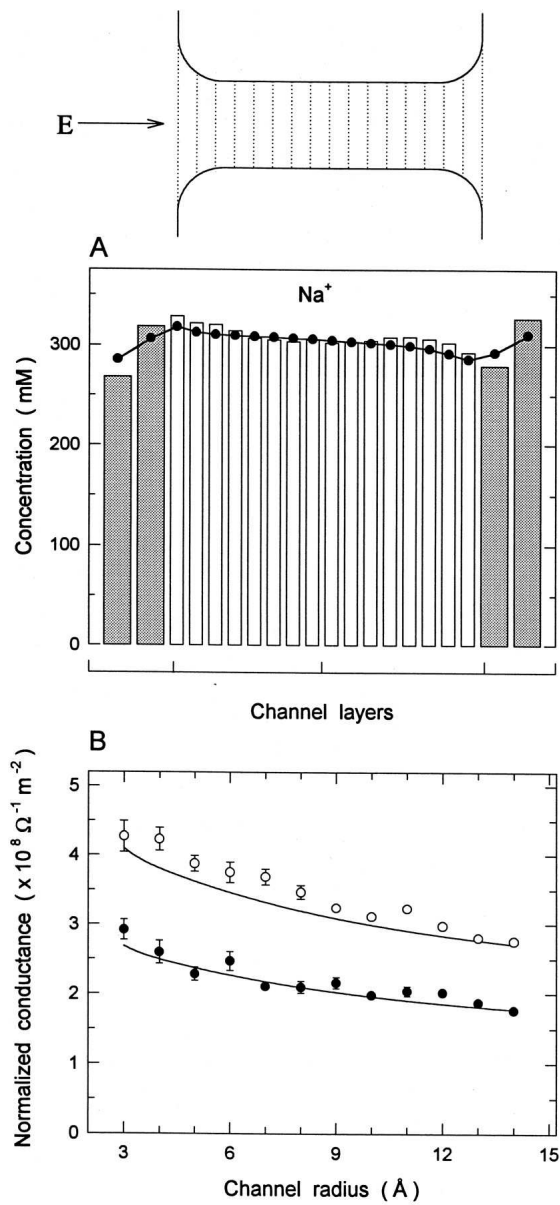 E
A
Na⁺
300
200
100
0
Concentration ( mM )
Channel layers
B
5
4
3
2
1
0
Normalized conductance ( x 10⁸ Ω⁻¹ m⁻² )
3 6 9 12 15
Channel radius ( Å )